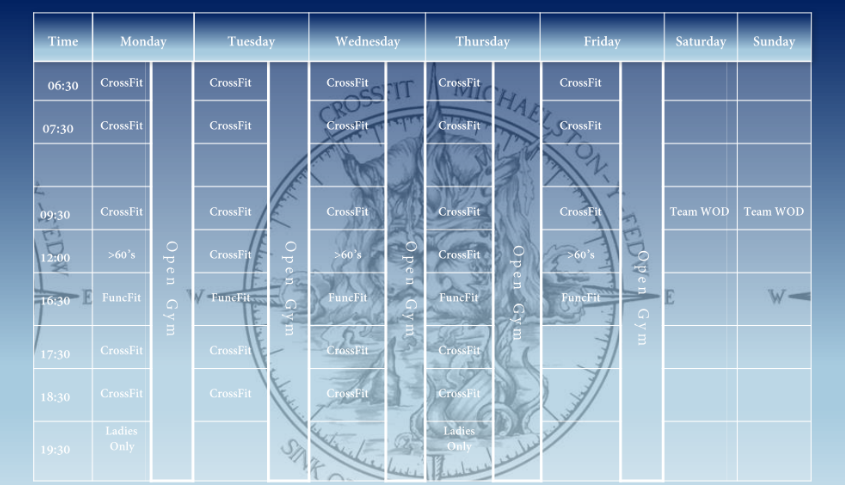 Time Monday Tuesday Wednesday Thursday Friday Saturday Sunday
06:30 CrossFit CrossFit CrossFit CrossFit CrossFit
07:30 CrossFit CrossFit CrossFit CrossFit CrossFit
09:30 CrossFit CrossFit CrossFit CrossFit CrossFit Team WOD Team WOD
12:00 >60's CrossFit >60's CrossFit >60's
16:30 FuncFit FuncFit FuncFit FuncFit FuncFit
17:30 CrossFit CrossFit CrossFit CrossFit
18:30 CrossFit CrossFit CrossFit CrossFit
19:30 Ladies Only Ladies Only
Open Gym
Open Gym
Open Gym
Open Gym
Open Gym
CROSSFIT MICHAELSTON-Y-FEDW
SINK
W
E
E
W
-Y-FEDW